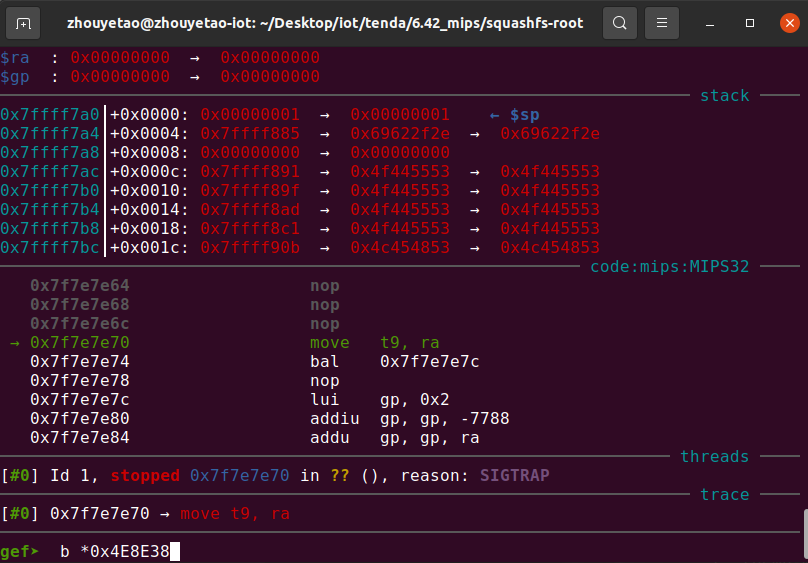 zhouyetao@zhouyetao-iot: ~/Desktop/iot/tenda/6.42_mips/squashfs-root
$ra  : 0x00000000  →  0x00000000
$gp  : 0x00000000  →  0x00000000
stack
0x7ffff7a0│+0x0000: 0x00000001  →  0x00000001    ← $sp
0x7ffff7a4│+0x0004: 0x7ffff885  →  0x69622f2e  →  0x69622f2e
0x7ffff7a8│+0x0008: 0x00000000  →  0x00000000
0x7ffff7ac│+0x000c: 0x7ffff891  →  0x4f445553  →  0x4f445553
0x7ffff7b0│+0x0010: 0x7ffff89f  →  0x4f445553  →  0x4f445553
0x7ffff7b4│+0x0014: 0x7ffff8ad  →  0x4f445553  →  0x4f445553
0x7ffff7b8│+0x0018: 0x7ffff8c1  →  0x4f445553  →  0x4f445553
0x7ffff7bc│+0x001c: 0x7ffff90b  →  0x4c454853  →  0x4c454853
code:mips:MIPS32
0x7f7e7e64                  nop
0x7f7e7e68                  nop
0x7f7e7e6c                  nop
→ 0x7f7e7e70                  move   t9, ra
0x7f7e7e74                  bal    0x7f7e7e7c
0x7f7e7e78                  nop
0x7f7e7e7c                  lui    gp, 0x2
0x7f7e7e80                  addiu  gp, gp, -7788
0x7f7e7e84                  addu   gp, gp, ra
threads
[#0] Id 1, stopped 0x7f7e7e70 in ?? (), reason: SIGTRAP
trace
[#0] 0x7f7e7e70 → move t9, ra
gef➤  b *0x4E8E38